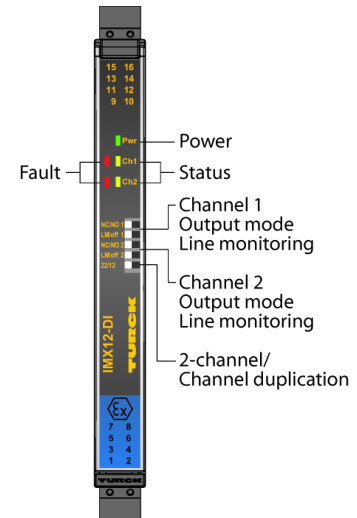 15 16
13 14
11 12
9 10
Pwr
Power
Fault
Ch1
Status
Ch2
Channel 1
Output mode
Line monitoring
NC/NO 1
LM/off 1
NC/NO 2
LM/off 2
22/12
Channel 2
Output mode
Line monitoring
2-channel/
Channel duplication
IMX12-DI
TURCK
Ex
7 8
5 6
3 4
1 2
TURCK